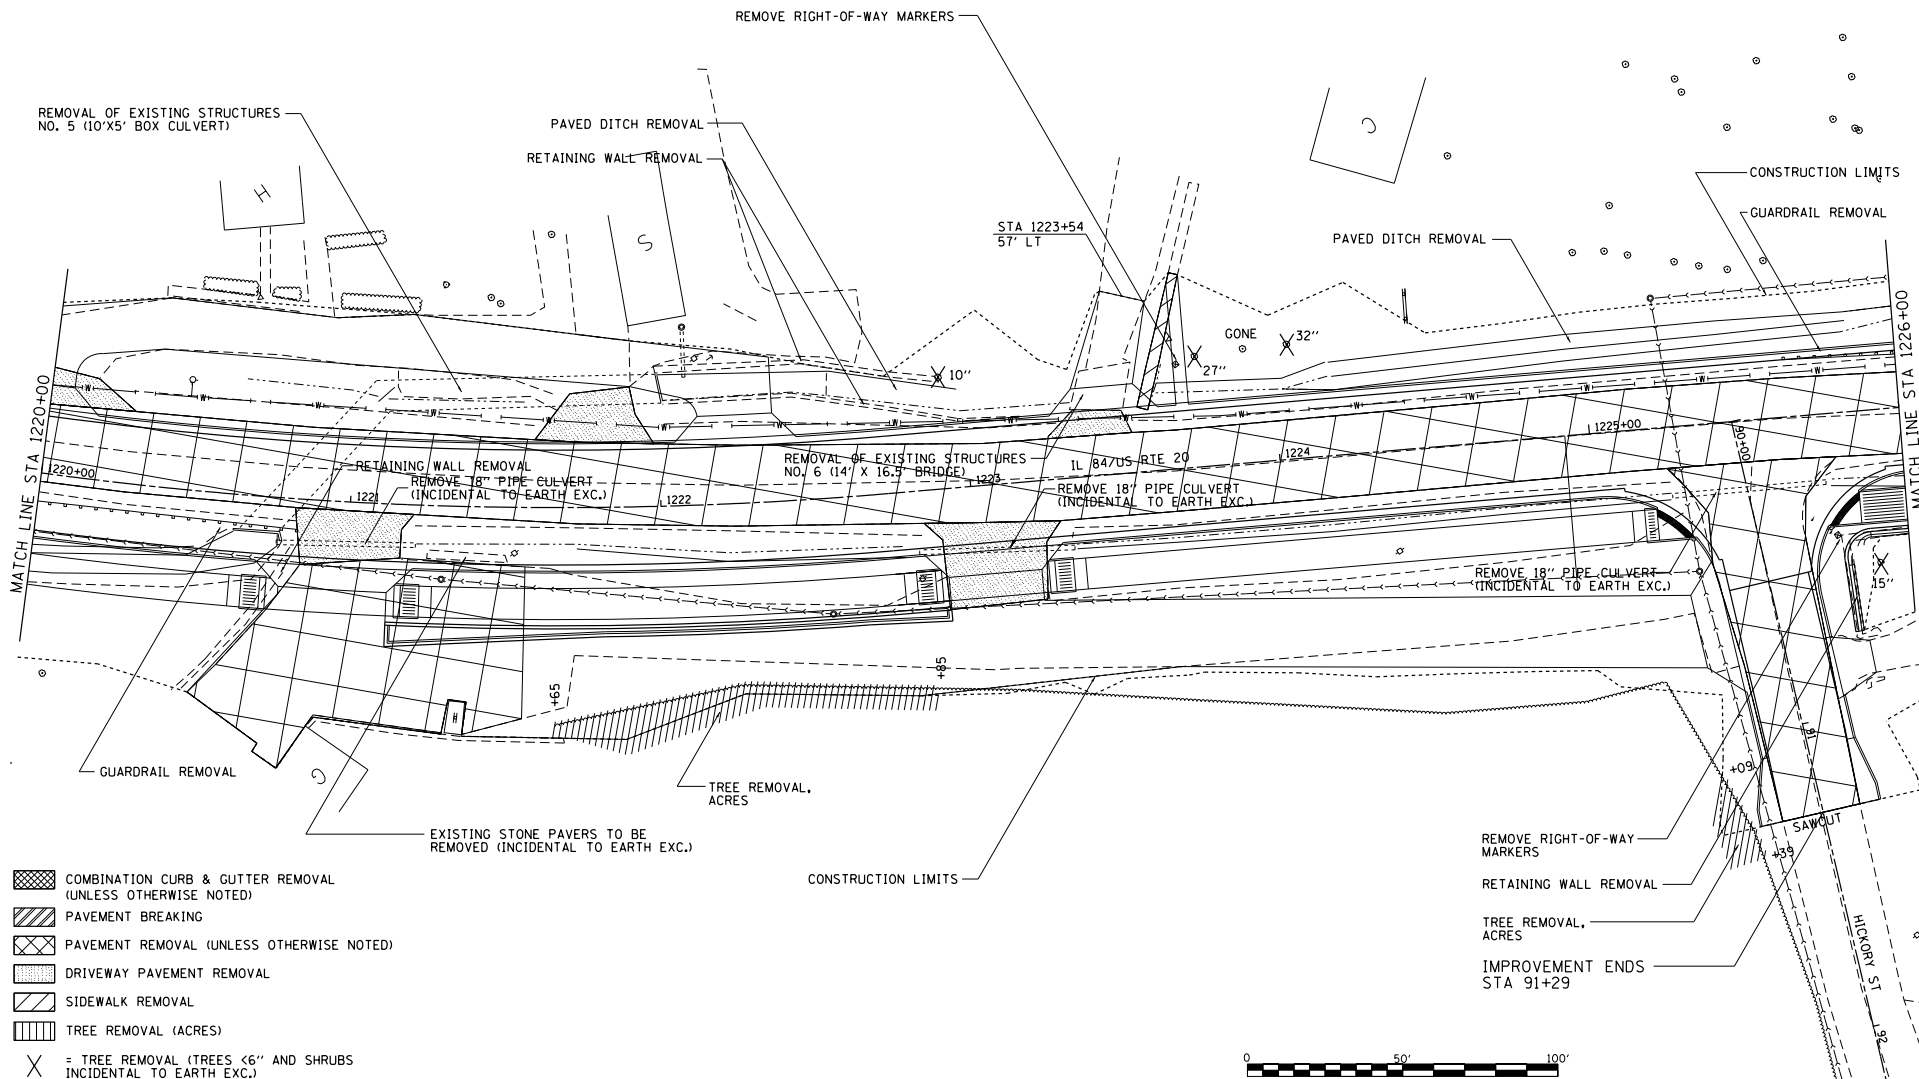 REMOVE RIGHT-OF-WAY MARKERS
REMOVAL OF EXISTING STRUCTURES
NO. 5 (10'X5' BOX CULVERT)
PAVED DITCH REMOVAL
RETAINING WALL REMOVAL
CONSTRUCTION LIMITS
GUARDRAIL REMOVAL
STA 1223+54
57' LT
PAVED DITCH REMOVAL
H
S
C
GONE
32''
27''
10''
MATCH LINE STA 1220+00
MATCH LINE STA 1226+00
W W W W W W W W W W W W W W W W
1220+00
1221
1222
1223
1224
1225+00
90+00
RETAINING WALL REMOVAL
REMOVE 18" PIPE CULVERT
(INCIDENTAL TO EARTH EXC.)
REMOVAL OF EXISTING STRUCTURES
NO. 6 (14' X 16.5' BRIDGE)
IL 84/US RTE 20
REMOVE 18" PIPE CULVERT
(INCIDENTAL TO EARTH EXC.)
REMOVE 18" PIPE CULVERT
(INCIDENTAL TO EARTH EXC.)
15''
+65
+85
H
C
91
+09
SAWCUT
+39
GUARDRAIL REMOVAL
TREE REMOVAL,
ACRES
EXISTING STONE PAVERS TO BE
REMOVED (INCIDENTAL TO EARTH EXC.)
CONSTRUCTION LIMITS
REMOVE RIGHT-OF-WAY
MARKERS
RETAINING WALL REMOVAL
TREE REMOVAL,
ACRES
IMPROVEMENT ENDS
STA 91+29
HICKORY ST
92
COMBINATION CURB & GUTTER REMOVAL
(UNLESS OTHERWISE NOTED)
PAVEMENT BREAKING
PAVEMENT REMOVAL (UNLESS OTHERWISE NOTED)
DRIVEWAY PAVEMENT REMOVAL
SIDEWALK REMOVAL
TREE REMOVAL (ACRES)
= TREE REMOVAL (TREES <6'' AND SHRUBS
INCIDENTAL TO EARTH EXC.)
0 50' 100'